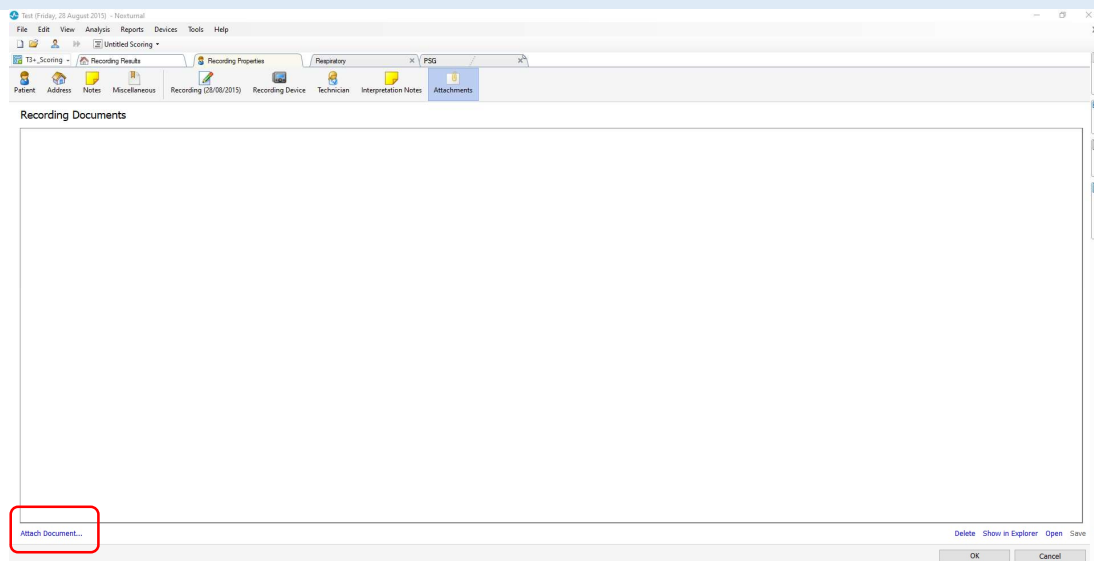 Test (Friday, 28 August 2015) - Noxturnal
File Edit View Analysis Reports Devices Tools Help
Untitled Scoring
T3+_Scoring Recording Results Recording Properties Respiratory PSG
Patient Address Notes Miscellaneous Recording (28/08/2015) Recording Device Technician Interpretation Notes Attachments
Recording Documents
Attach Document... Delete Show in Explorer Open Save
OK Cancel